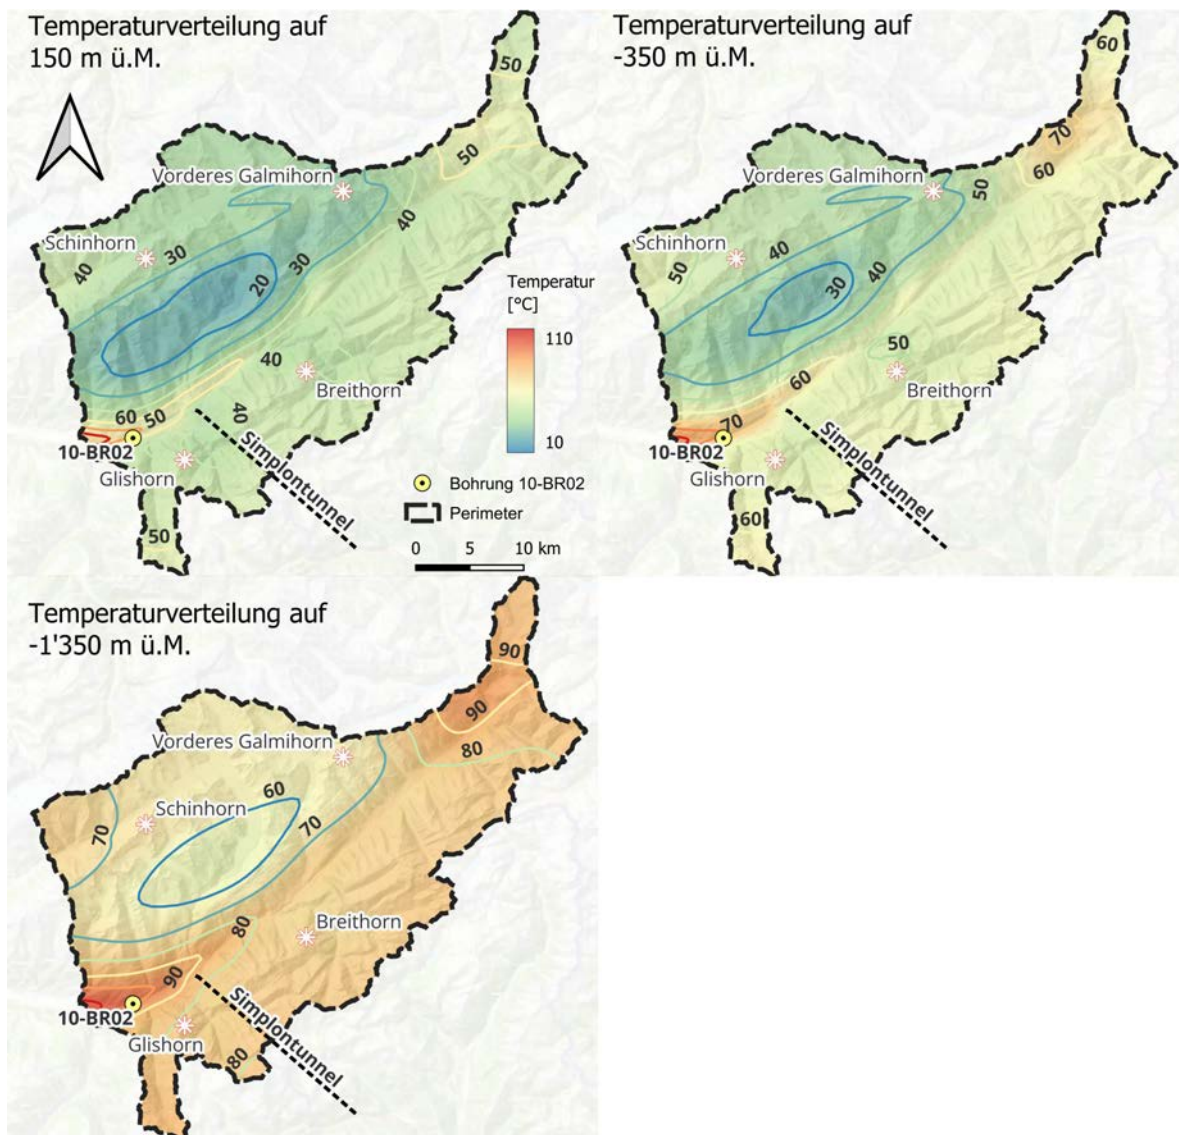 Temperaturverteilung auf
150 m ü.M.
50
50
Vorderes Galmihorn
40
Schinhorn
40
30
30
20
Temperatur
[°C]
110
10
40
Breithorn
60
50
40
10-BR02
Glishorn
Simplontunnel
50
Bohrung 10-BR02
Perimeter
0 5 10 km
Temperaturverteilung auf
-350 m ü.M.
60
70
60
50
Vorderes Galmihorn
Schinhorn
50
40
40
30
50
Breithorn
60
70
10-BR02
Glishorn
Simplontunnel
60
Temperaturverteilung auf
-1'350 m ü.M.
90
90
80
Vorderes Galmihorn
60
Schinhorn
70
70
80
Breithorn
90
10-BR02
Glishorn
Simplontunnel
80